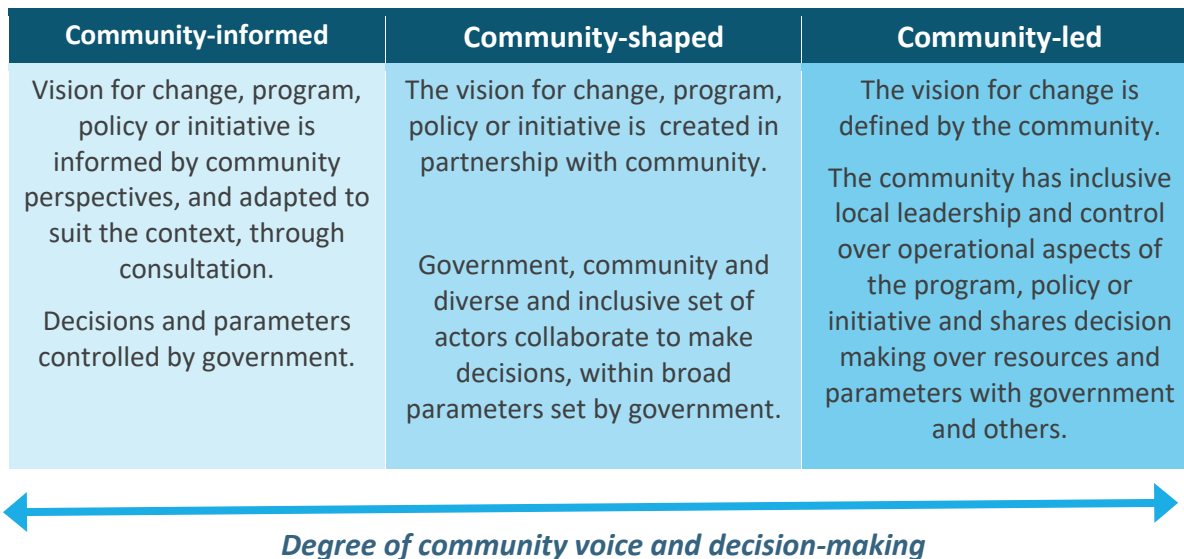 Community-informed
Vision for change, program,
policy or initiative is
informed by community
perspectives, and adapted to
suit the context, through
consultation.
Decisions and parameters
controlled by government.
Community-shaped
The vision for change, program,
policy or initiative is  created in
partnership with community.
Government, community and
diverse and inclusive set of
actors collaborate to make
decisions, within broad
parameters set by government.
Community-led
The vision for change is
defined by the community.
The community has inclusive
local leadership and control
over operational aspects of
the program, policy or
initiative and shares decision
making over resources and
parameters with government
and others.
Degree of community voice and decision-making